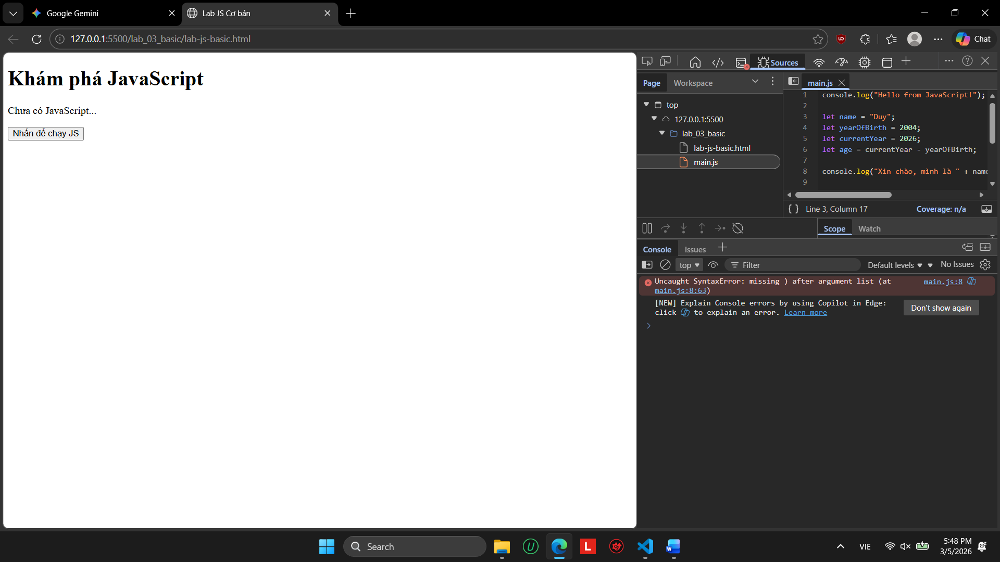 Google Gemini
Lab JS Cơ bản
127.0.0.1:5500/lab_03_basic/lab-js-basic.html
Chat
Khám phá JavaScript
Chưa có JavaScript...
Nhấn để chạy JS
Sources
Page
Workspace
top
127.0.0.1:5500
lab_03_basic
lab-js-basic.html
main.js
main.js
1 console.log("Hello from JavaScript!");
2
3 let name = "Duy";
4 let yearOfBirth = 2004;
5 let currentYear = 2026;
6 let age = currentYear - yearOfBirth;
7
8 console.log("Xin chào, mình là " + name
9
{ } Line 3, Column 17
Coverage: n/a
Scope
Watch
Console
Issues
top
Filter
Default levels
No Issues
Uncaught SyntaxError: missing ) after argument list (at main.js:8
main.js:8:63)
[NEW] Explain Console errors by using Copilot in Edge:
click to explain an error. Learn more
Don't show again
Search
VIE
5:48 PM
3/5/2026